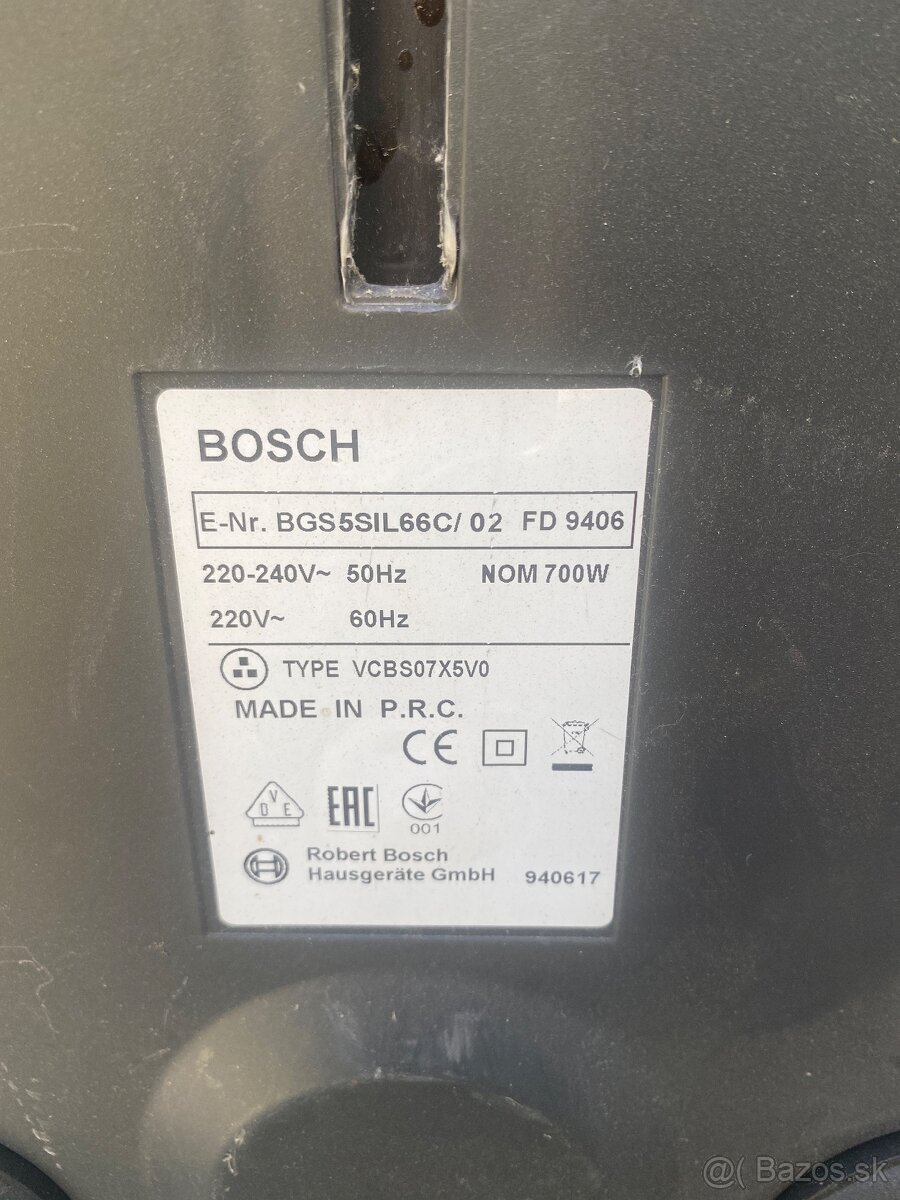 BOSCH
E-Nr. BGS5SIL66C/ 02 FD 9406
220-240V~ 50Hz NOM 700W
220V~ 60Hz
TYPE VCBS07X5V0
MADE IN P.R.C.
CE
VDE EAC
001
Robert Bosch
Hausgeräte GmbH 940617
@( Bazos.sk